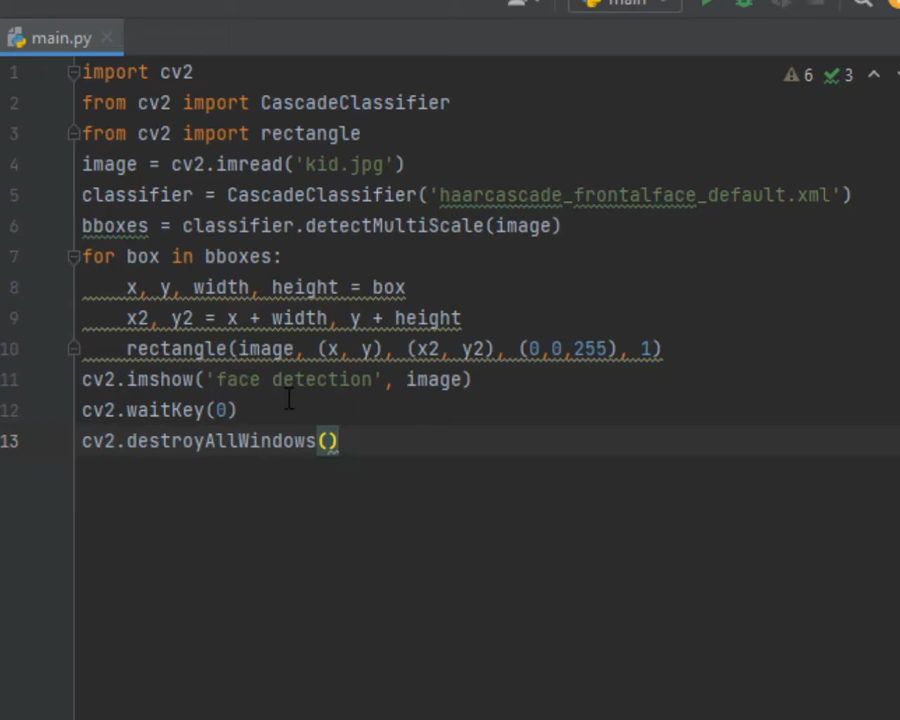 main
main.py
6 3
1 import cv2
2 from cv2 import CascadeClassifier
3 from cv2 import rectangle
4 image = cv2.imread('kid.jpg')
5 classifier = CascadeClassifier('haarcascade_frontalface_default.xml')
6 bboxes = classifier.detectMultiScale(image)
7 for box in bboxes:
8     x, y, width, height = box
9     x2, y2 = x + width, y + height
10     rectangle(image, (x, y), (x2, y2), (0,0,255), 1)
11 cv2.imshow('face detection', image)
12 cv2.waitKey(0)
13 cv2.destroyAllWindows()